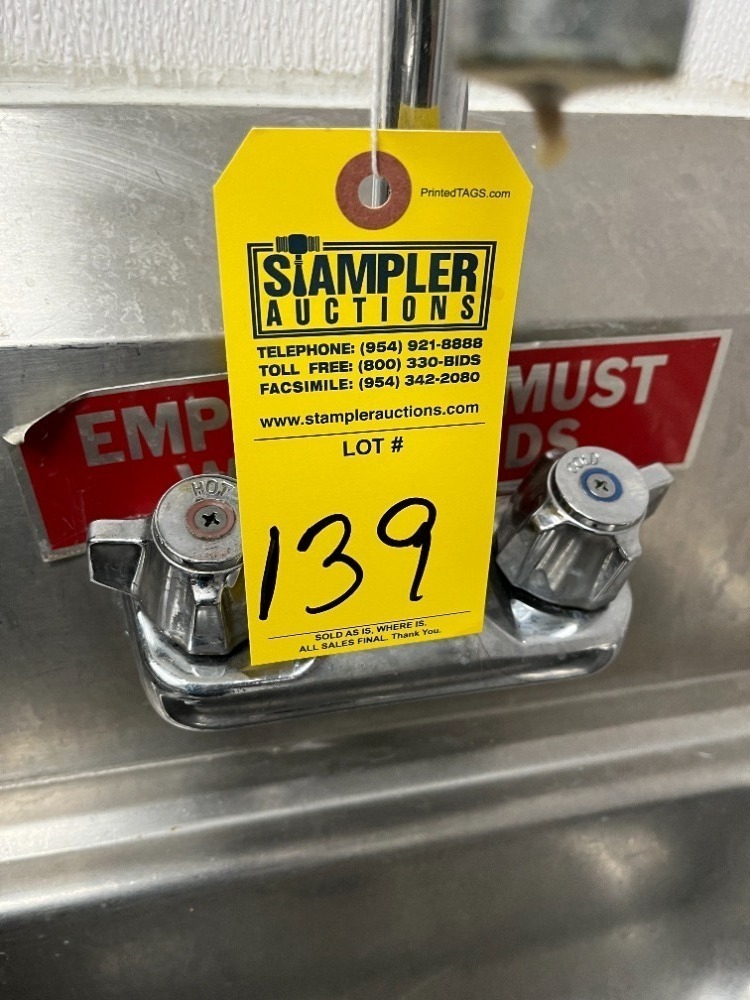 PrintedTAGS.com
STAMPLER
AUCTIONS
TELEPHONE: (954) 921-8888
TOLL FREE: (800) 330-BIDS
FACSIMILE: (954) 342-2080
www.stamplerauctions.com
LOT #
139
SOLD AS IS, WHERE IS.
ALL SALES FINAL. Thank You.
EMP MUST
W DS
HOT
COLD